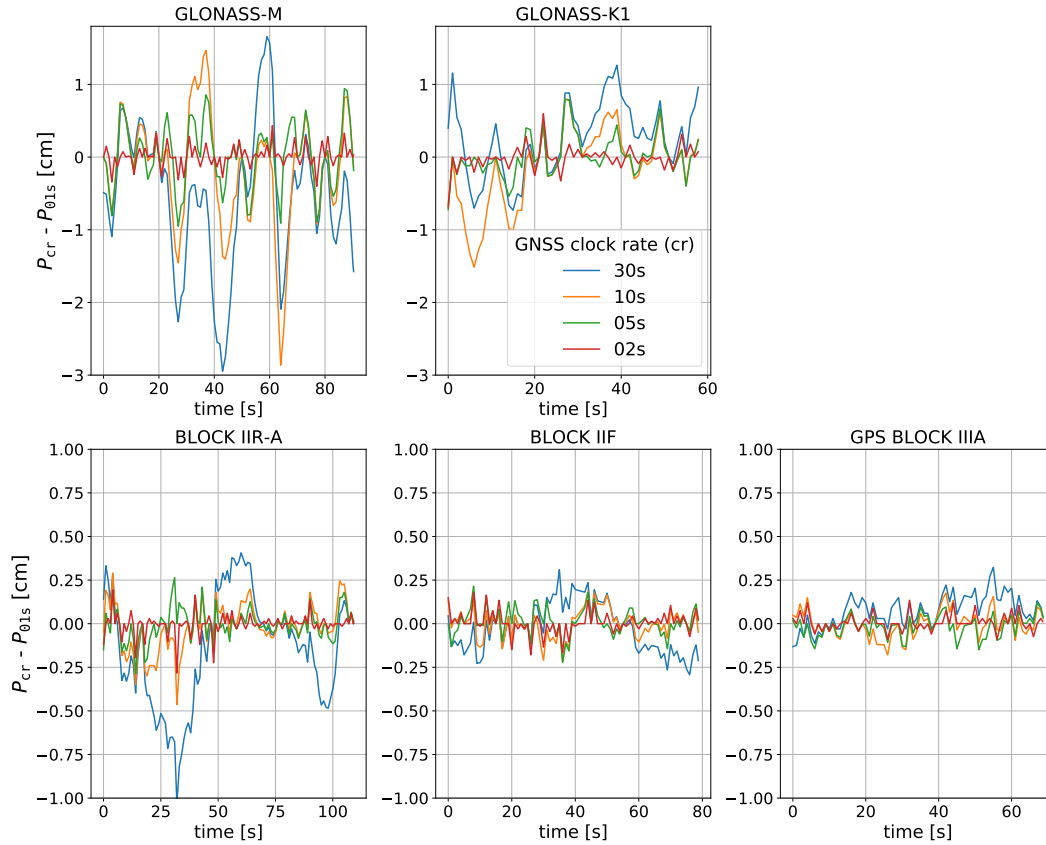 GLONASS-M
GLONASS-K1
P_cr - P_01s [cm]
1
0
−1
−2
−3
0 20 40 60 80
time [s]
1
0
−1
−2
−3
0 20 40 60
time [s]
GNSS clock rate (cr)
30s
10s
05s
02s
BLOCK IIR-A
BLOCK IIF
GPS BLOCK IIIA
P_cr - P_01s [cm]
1.00
0.75
0.50
0.25
0.00
−0.25
−0.50
−0.75
−1.00
0 25 50 75 100
time [s]
1.00
0.75
0.50
0.25
0.00
−0.25
−0.50
−0.75
−1.00
0 20 40 60 80
time [s]
1.00
0.75
0.50
0.25
0.00
−0.25
−0.50
−0.75
−1.00
0 20 40 60
time [s]